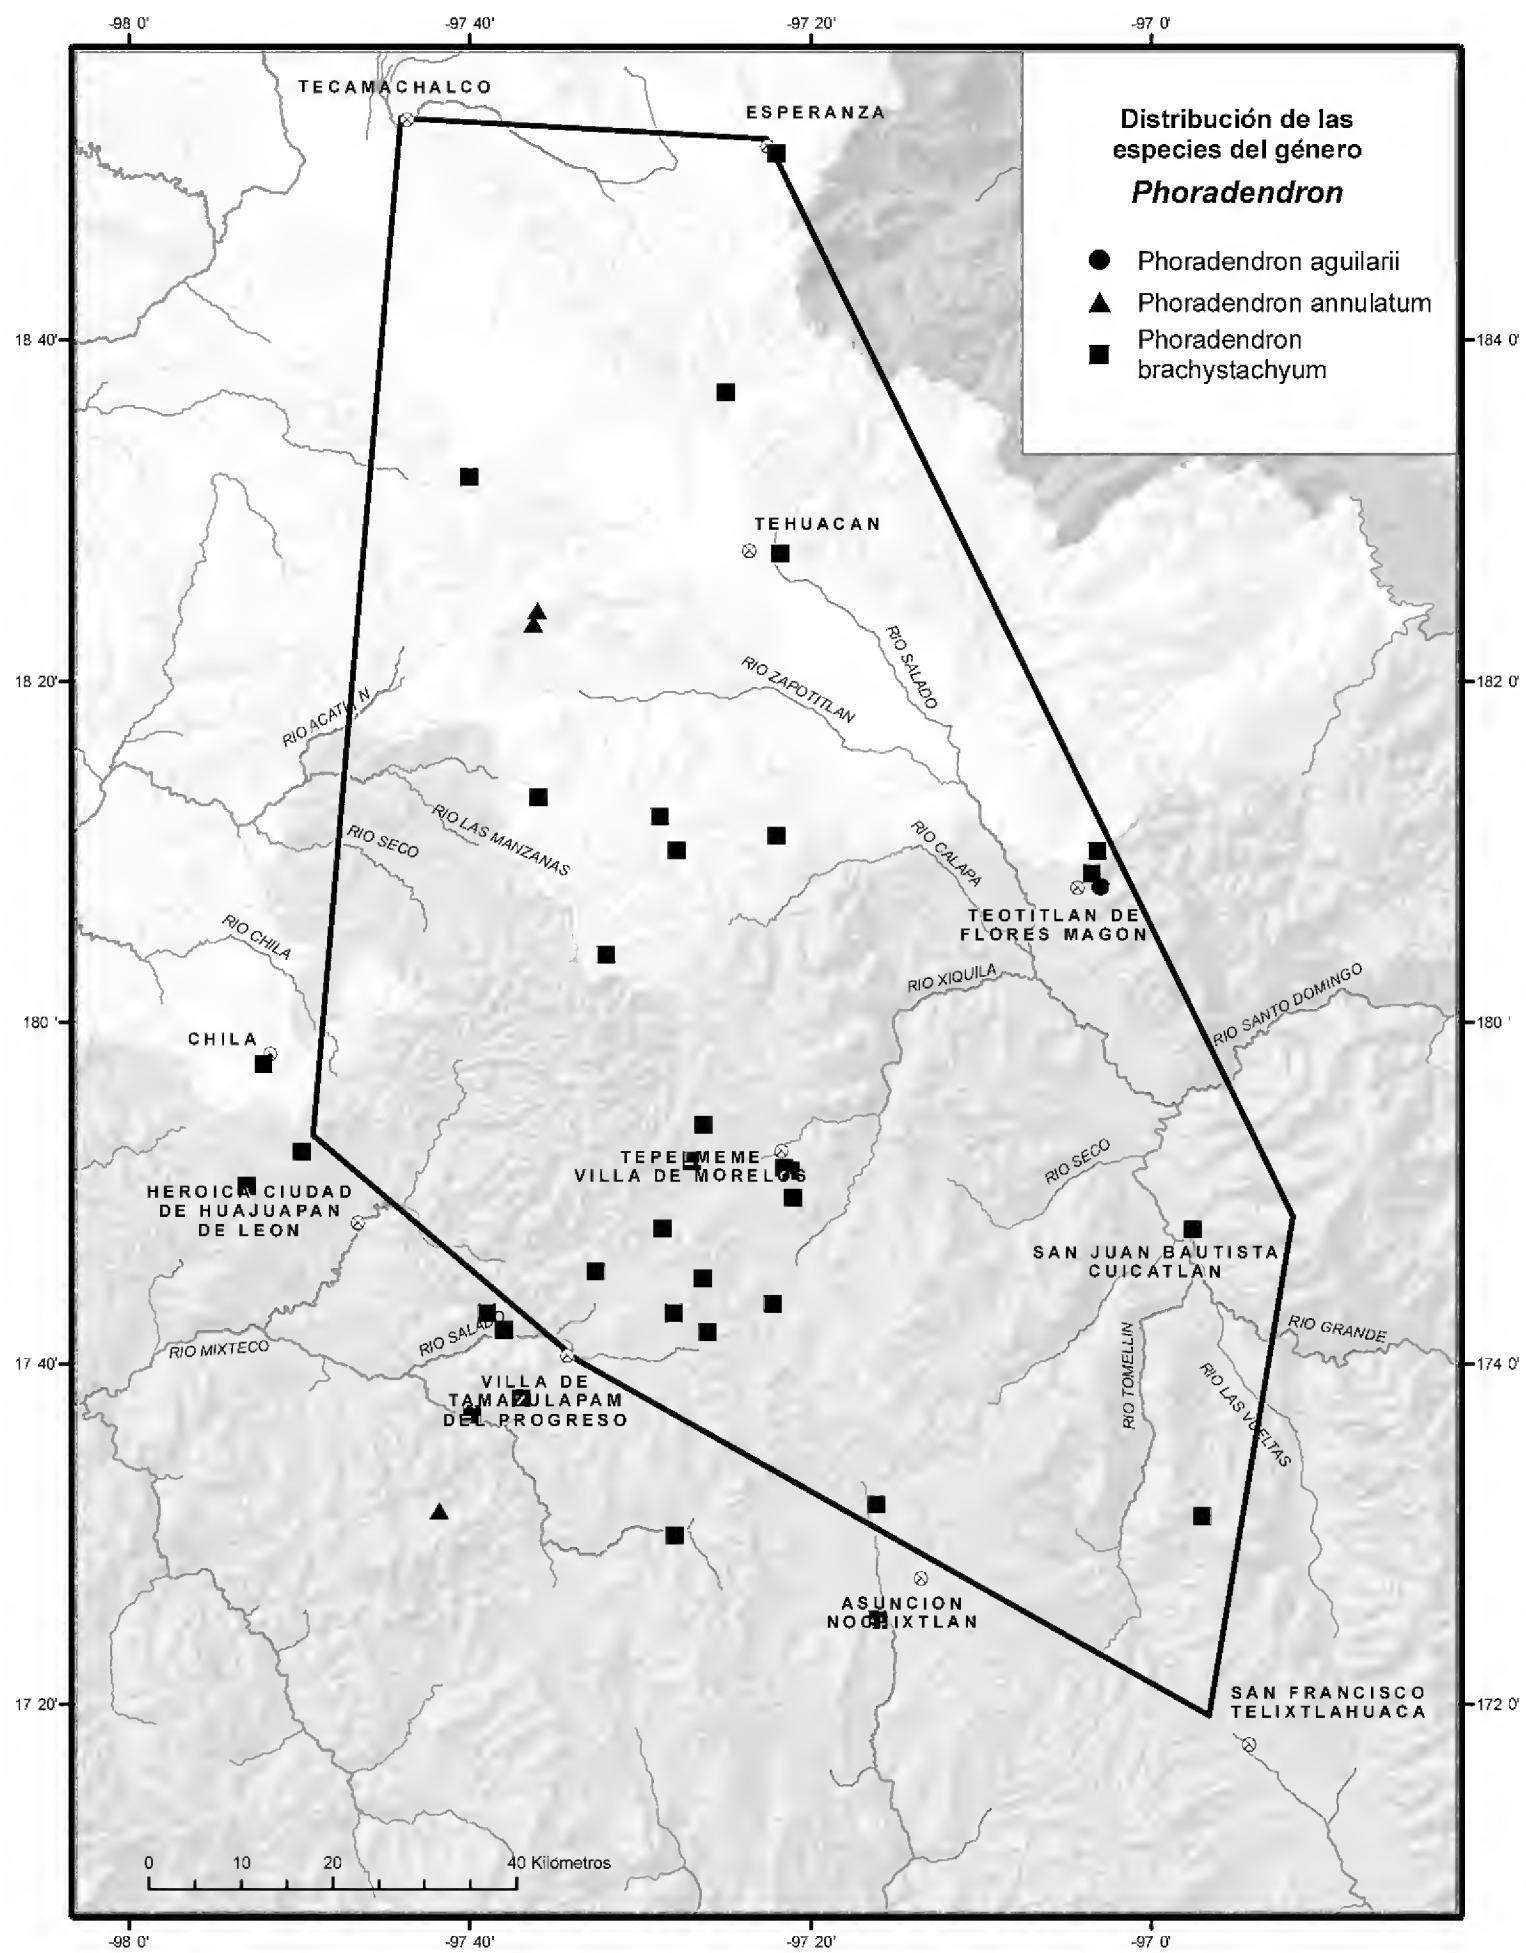 -98 0'
-97 40'
-97 20'
-97 0'
TECAMACHALCO
ESPERANZA
Distribución de las
especies del género
Phoradendron
Phoradendron aguilarii
Phoradendron annulatum
Phoradendron
brachystachyum
18 40'
184 0'
TEHUACAN
RIO SALADO
RIO ZAPOTITLAN
18 20'
182 0'
RIO ACATL N
RIO LAS MANZANAS
RIO SECO
RIO CALAPA
TEOTITLAN DE
FLORES MAGON
RIO CHILA
RIO XIQUILA
RIO SANTO DOMINGO
180 '
180 '
CHILA
TEPELMEME
VILLA DE MORELOS
RIO SECO
HEROICA CIUDAD
DE HUAJUAPAN
DE LEON
SAN JUAN BAUTISTA
CUICATLAN
RIO SALADO
RIO MIXTECO
RIO GRANDE
17 40'
174 0'
RIO TOMELLIN
RIO LAS VUELTAS
VILLA DE
TAMAZULAPAM
DEL PROGRESO
ASUNCION
NOCHIXTLAN
SAN FRANCISCO
TELIXTLAHUACA
17 20'
172 0'
0 10 20 40 Kilómetros
-98 0'
-97 40'
-97 20'
-97 0'